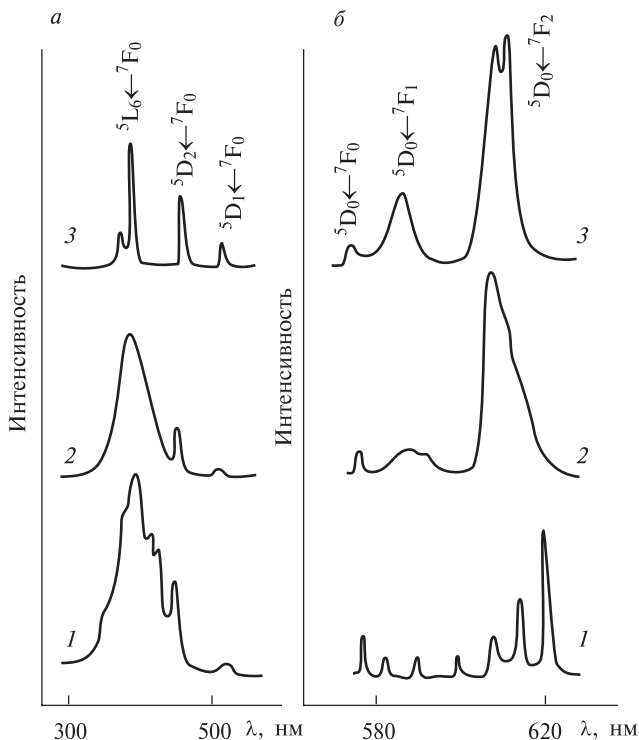 а
Интенсивность
⁵L₆←⁷F₀
⁵D₂←⁷F₀
⁵D₁←⁷F₀
3
2
1
300
500
λ, нм
б
Интенсивность
⁵D₀←⁷F₀
⁵D₀←⁷F₁
⁵D₀←⁷F₂
3
2
1
580
620
λ, нм